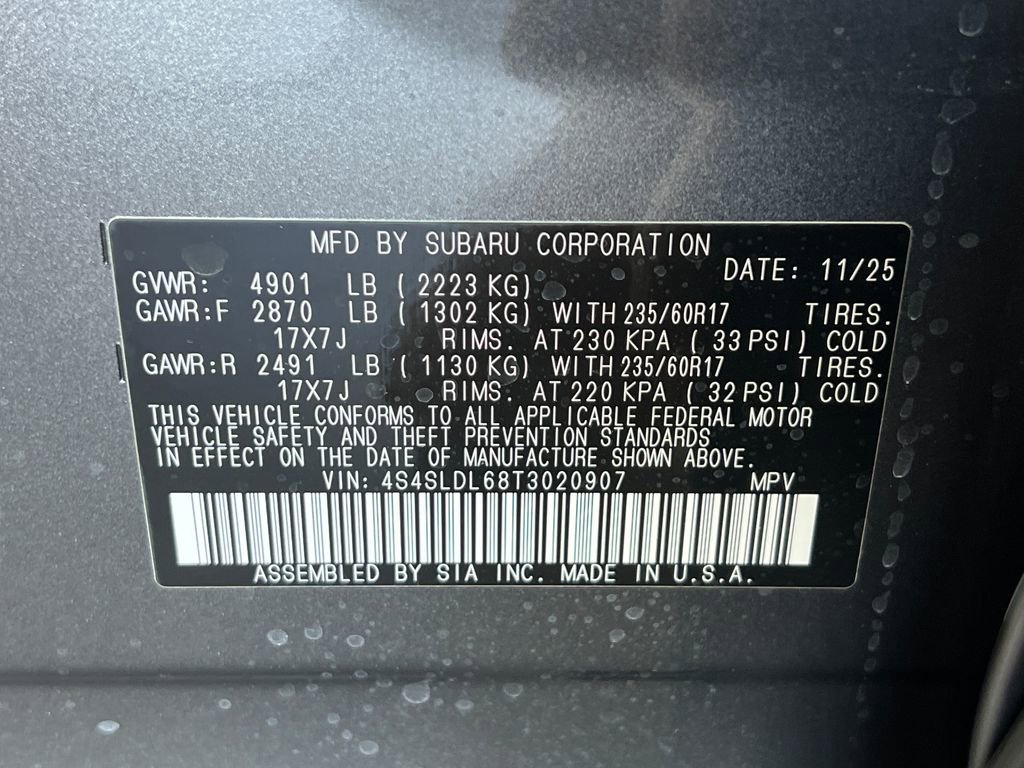 MFD BY SUBARU CORPORATION
DATE: 11/25
GVWR: 4901 LB ( 2223 KG)
GAWR:F 2870 LB ( 1302 KG) WITH 235/60R17 TIRES.
17X7J RIMS. AT 230 KPA ( 33 PSI) COLD
GAWR:R 2491 LB ( 1130 KG) WITH 235/60R17 TIRES.
17X7J RIMS. AT 220 KPA ( 32 PSI) COLD
THIS VEHICLE CONFORMS TO ALL APPLICABLE FEDERAL MOTOR
VEHICLE SAFETY AND THEFT PREVENTION STANDARDS
IN EFFECT ON THE DATE OF MANUFACTURE SHOWN ABOVE.
VIN: 4S4SLDL68T3020907 MPV
ASSEMBLED BY SIA INC. MADE IN U.S.A.